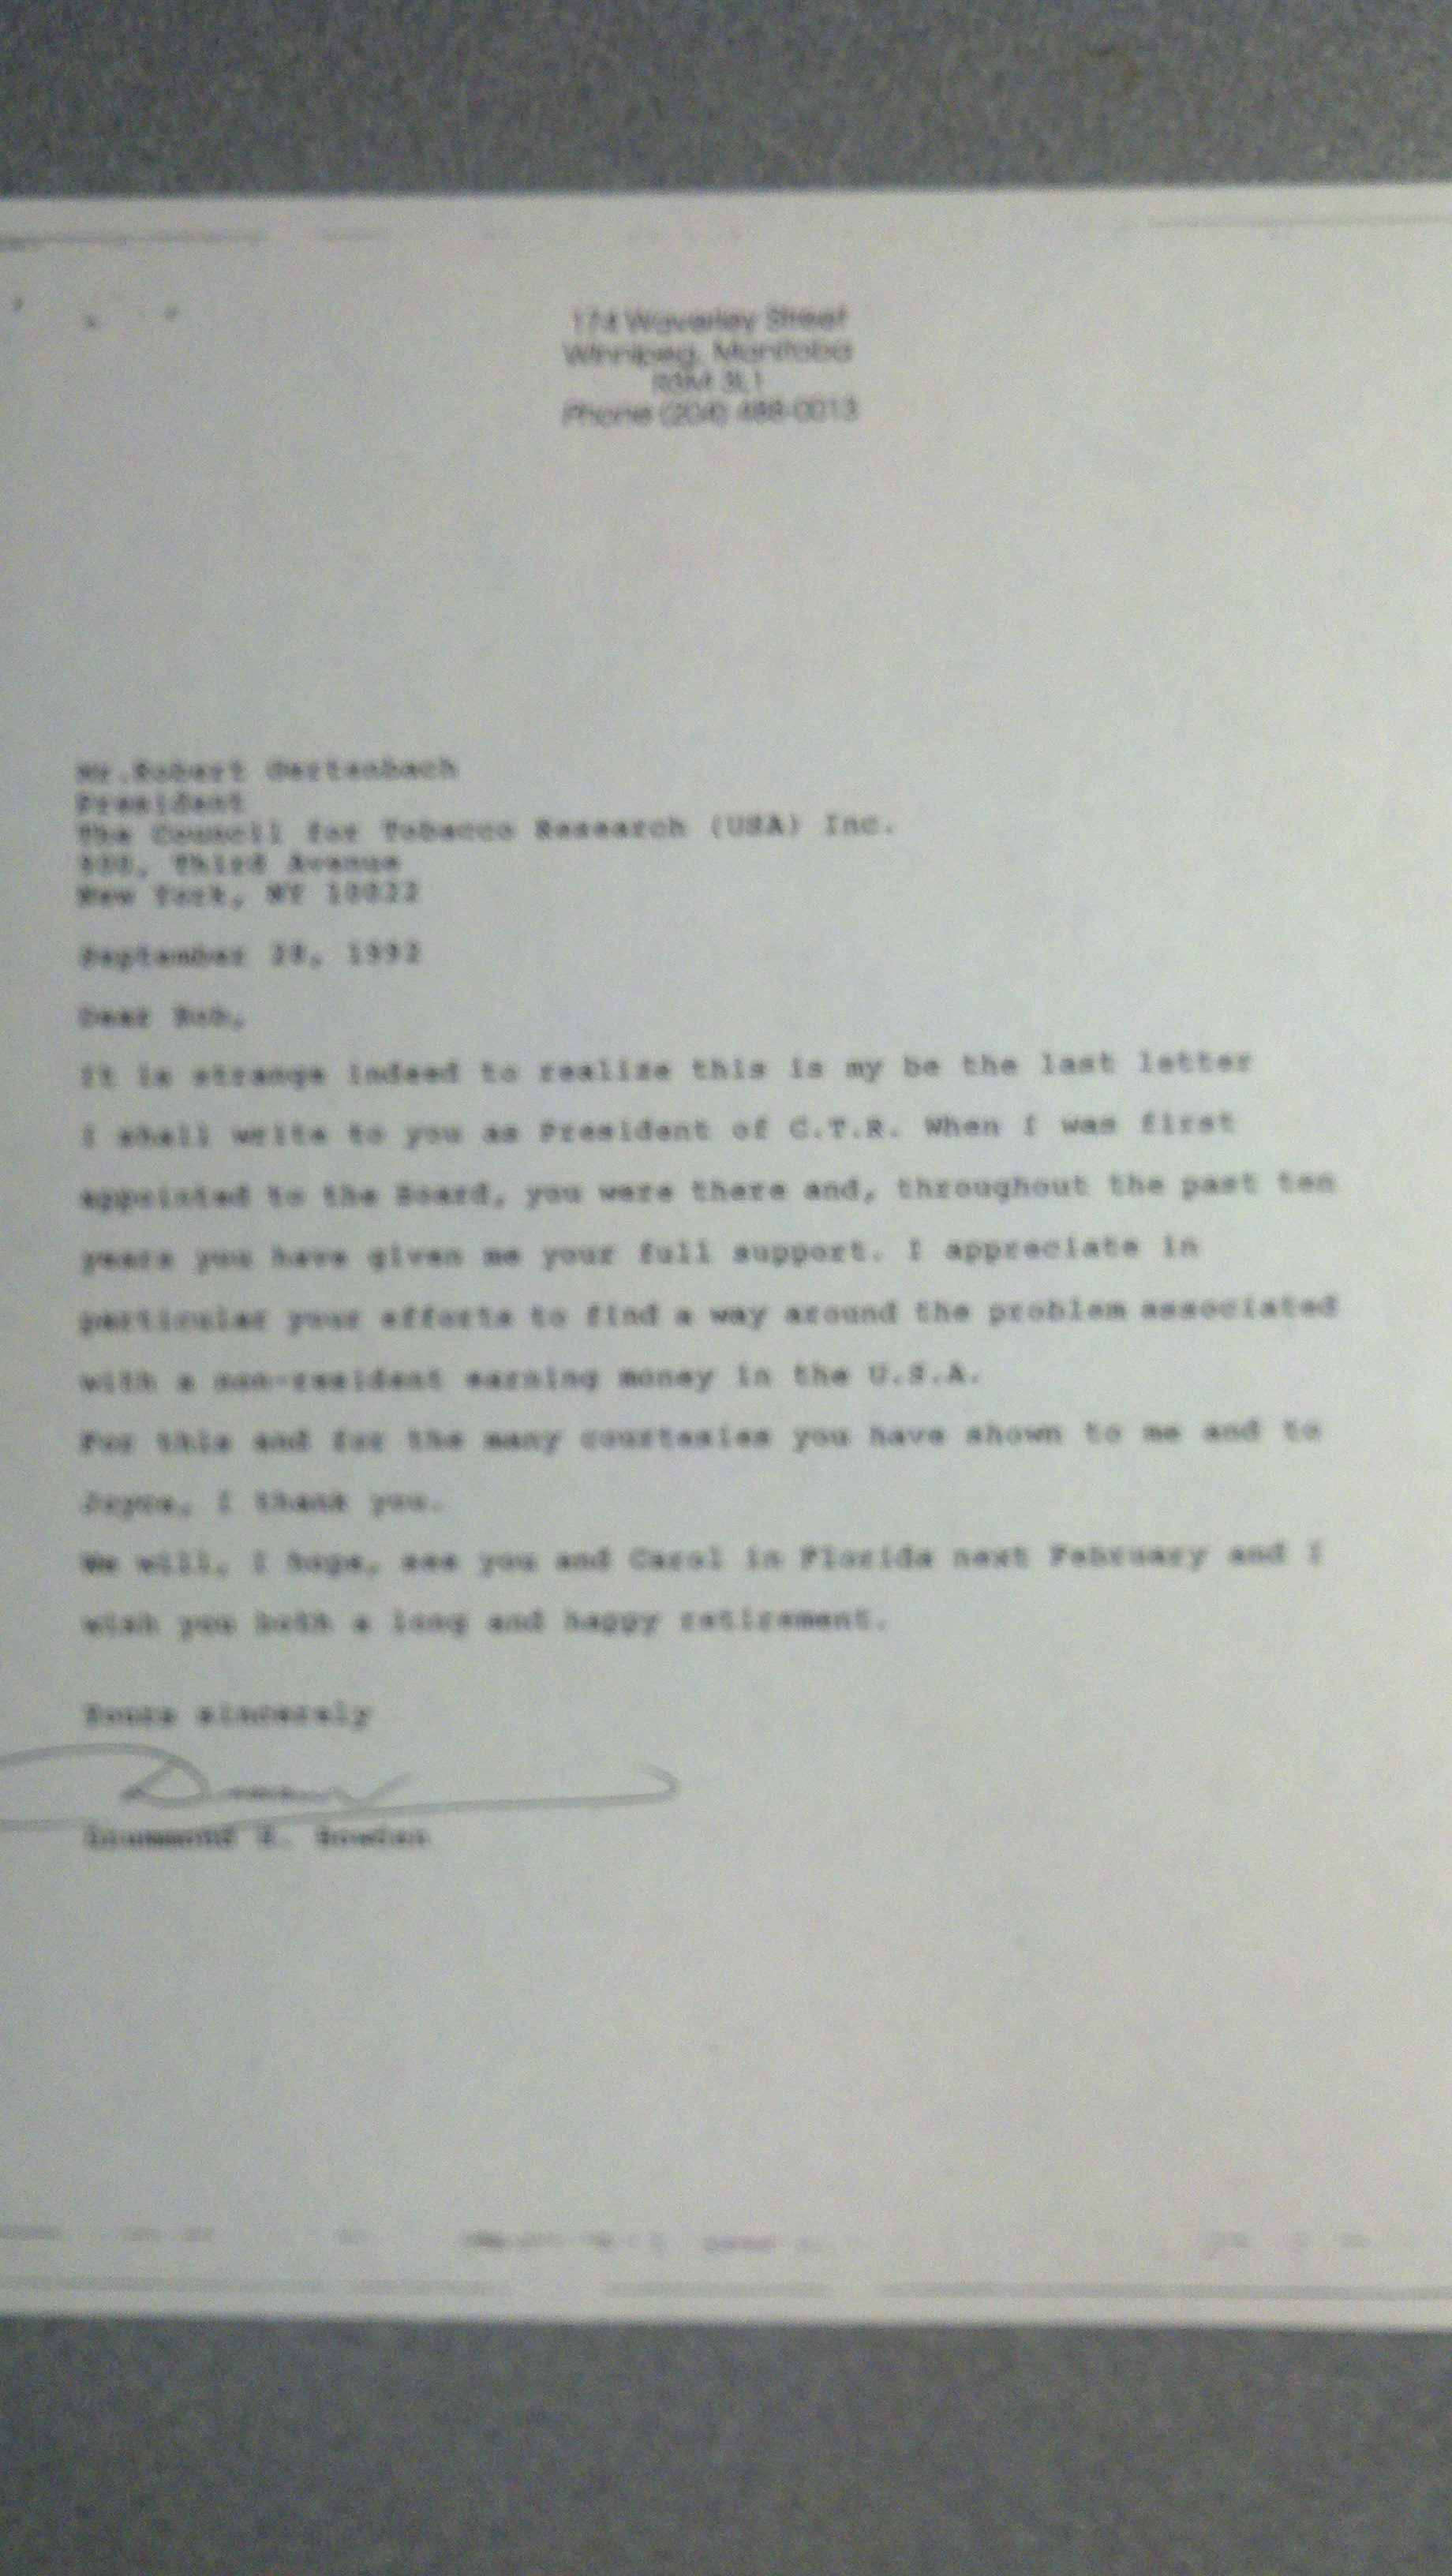 174 Waverley Street
Winnipeg, Manitoba
R3M 3L1
Phone (204) 488-0013
Mr.Robert Gertenbach
President
The Council for Tobacco Research (USA) Inc.
Third Avenue
New York, NY 10022
September 28, 1992
Dear Bob,
It is strange indeed to realize this is my be the last letter
I shall write to you as President of C.T.R. When I was first
appointed to the Board, you were there and, throughout the past ten
years you have given me your full support. I appreciate in
particular your efforts to find a way around the problem associated
with a non-resident earning money in the U.S.A.
For this and for the many courtesies you have shown to me and to
Joyce, I thank you.
We will, I hope, see you and Carol in Florida next February and I
wish you both a long and happy retirement.
Yours sincerely
Drummond H. Bowden